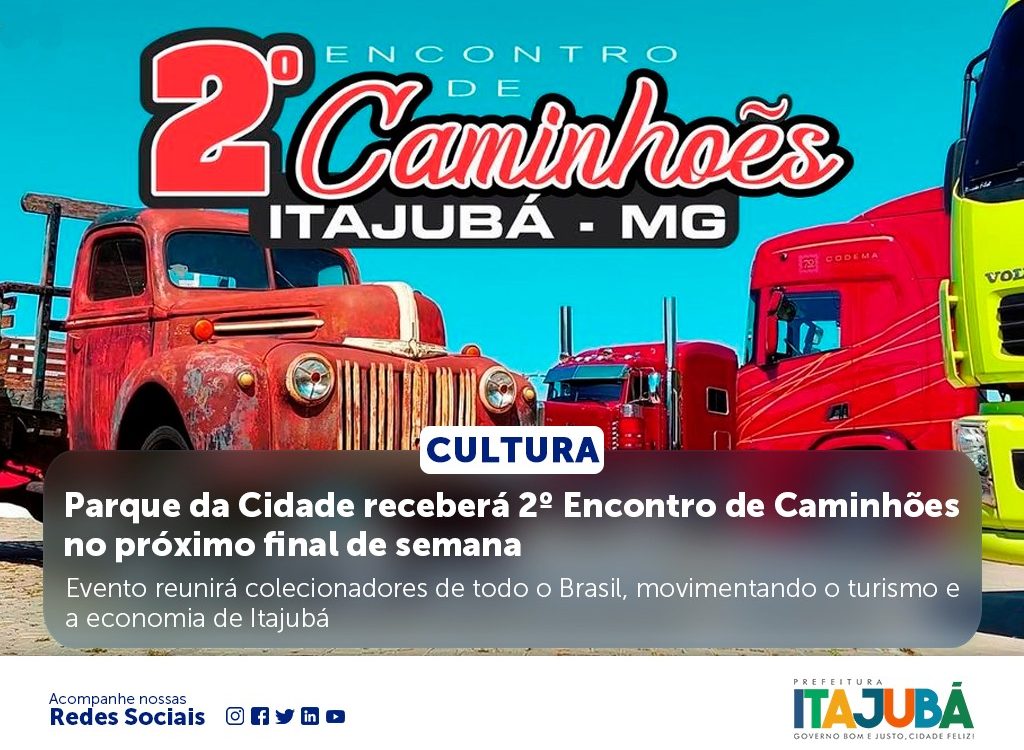 2º ENCONTRO
DE
Caminhoẽs
ITAJUBÁ - MG
CODEMA
VOL
CULTURA
Parque da Cidade receberá 2º Encontro de Caminhões
no próximo final de semana
Evento reunirá colecionadores de todo o Brasil, movimentando o turismo e
a economia de Itajubá
Acompanhe nossas
Redes Sociais
PREFEITURA
ITAJUBÁ
GOVERNO BOM E JUSTO, CIDADE FELIZ!